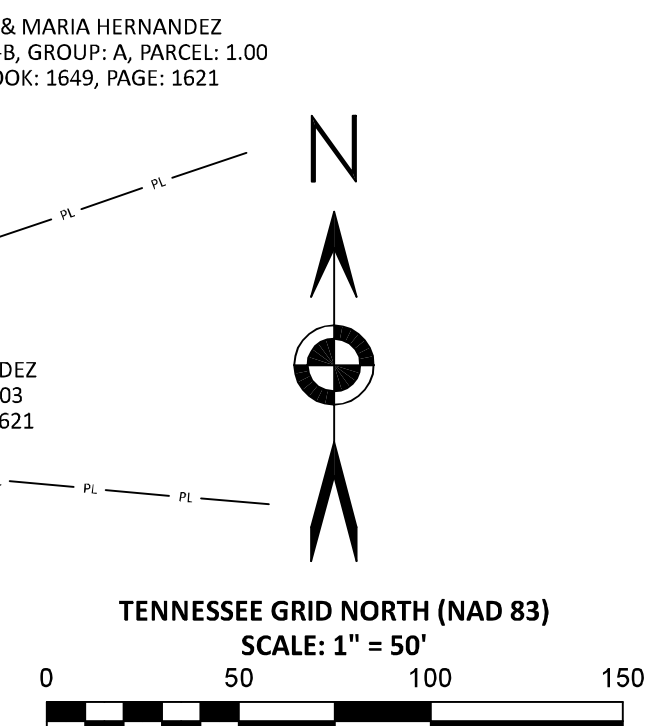 & MARIA HERNANDEZ
-B, GROUP: A, PARCEL: 1.00
OOK: 1649, PAGE: 1621
N
PL
PL
DEZ
03
621
PL
PL
TENNESSEE GRID NORTH (NAD 83)
SCALE: 1" = 50'
0 50 100 150